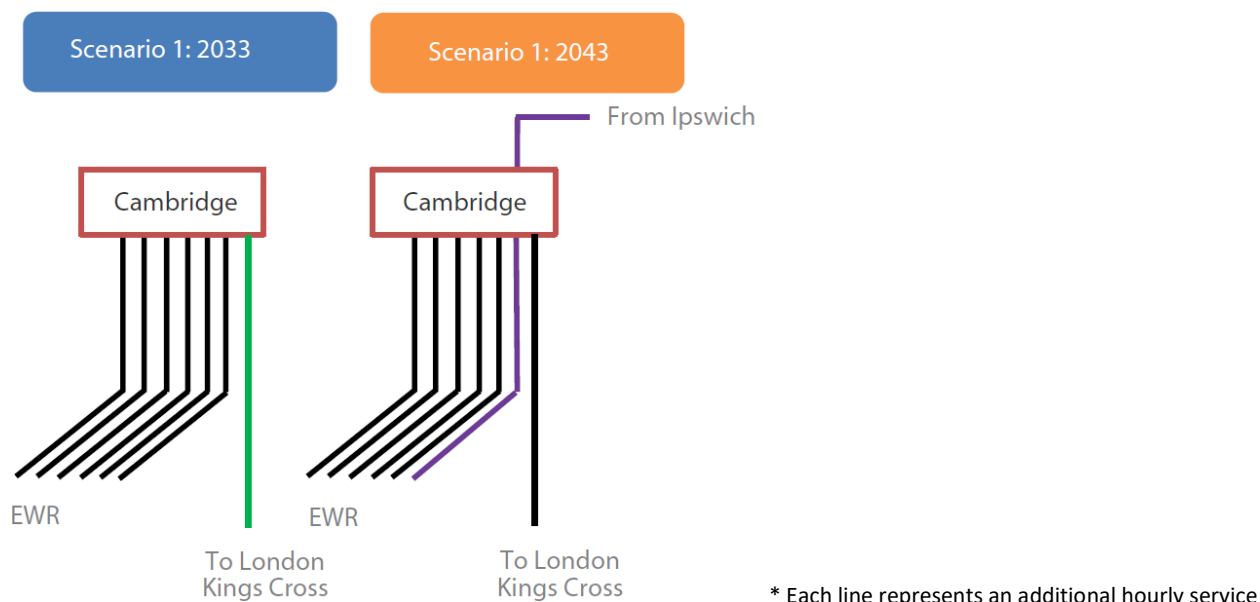 Scenario 1: 2033
Scenario 1: 2043
From Ipswich
Cambridge
Cambridge
EWR
EWR
To London
Kings Cross
To London
Kings Cross
* Each line represents an additional hourly service